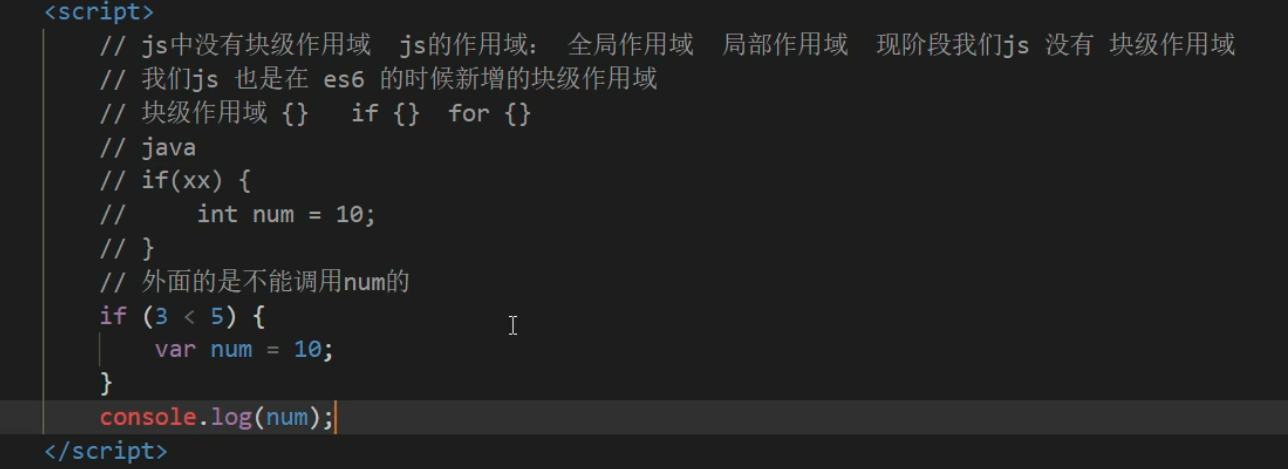 <script>
// js中没有块级作用域 js的作用域： 全局作用域 局部作用域 现阶段我们js 没有 块级作用域
// 我们js 也是在 es6 的时候新增的块级作用域
// 块级作用域 {} if {} for {}
// java
// if(xx) {
// int num = 10;
// }
// 外面的是不能调用num的
if (3 < 5) {
var num = 10;
}
console.log(num);
</script>